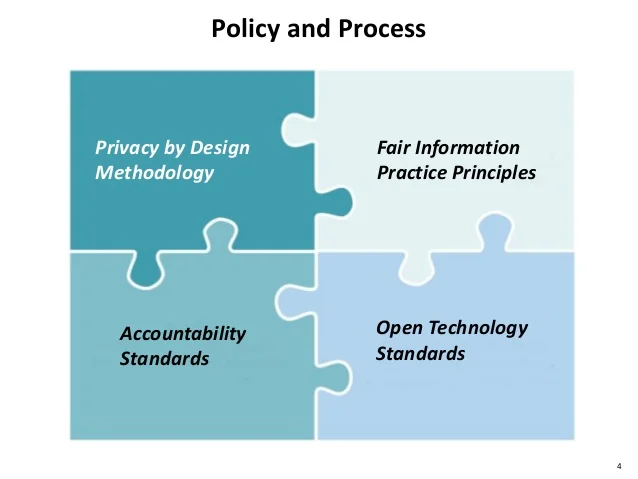 Policy and Process
Privacy by Design
Methodology
Fair Information
Practice Principles
Accountability
Standards
Open Technology
Standards
4